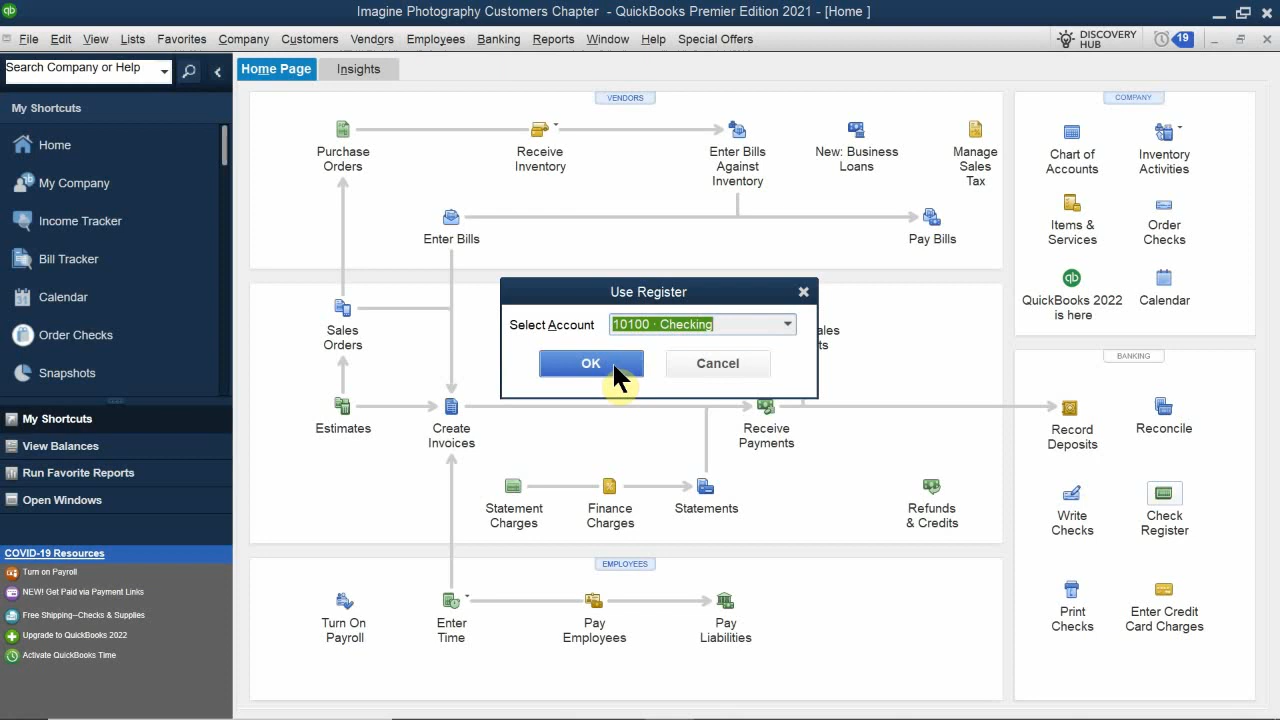 Imagine Photography Customers Chapter - QuickBooks Premier Edition 2021 - [Home ]
File Edit View Lists Favorites Company Customers Vendors Employees Banking Reports Window Help Special Offers
DISCOVERY
HUB
19
Search Company or Help
Home Page
Insights
My Shortcuts
Home
My Company
Income Tracker
Bill Tracker
Calendar
Order Checks
Snapshots
My Shortcuts
View Balances
Run Favorite Reports
Open Windows
COVID-19 Resources
Turn on Payroll
NEW! Get Paid via Payment Links
Free Shipping—Checks & Supplies
Upgrade to QuickBooks 2022
Activate QuickBooks Time
VENDORS
Purchase
Orders
Receive
Inventory
Enter Bills
Against
Inventory
New: Business
Loans
Manage
Sales
Tax
Enter Bills
Pay Bills
Use Register
Select Account
10100 · Checking
OK
Cancel
Sales
Orders
ales
ts
Estimates
Create
Invoices
Receive
Payments
Statement
Charges
Finance
Charges
Statements
Refunds
& Credits
EMPLOYEES
Turn On
Payroll
Enter
Time
Pay
Employees
Pay
Liabilities
COMPANY
Chart of
Accounts
Inventory
Activities
Items &
Services
Order
Checks
qb
QuickBooks 2022
is here
Calendar
BANKING
Record
Deposits
Reconcile
Write
Checks
Check
Register
Print
Checks
Enter Credit
Card Charges